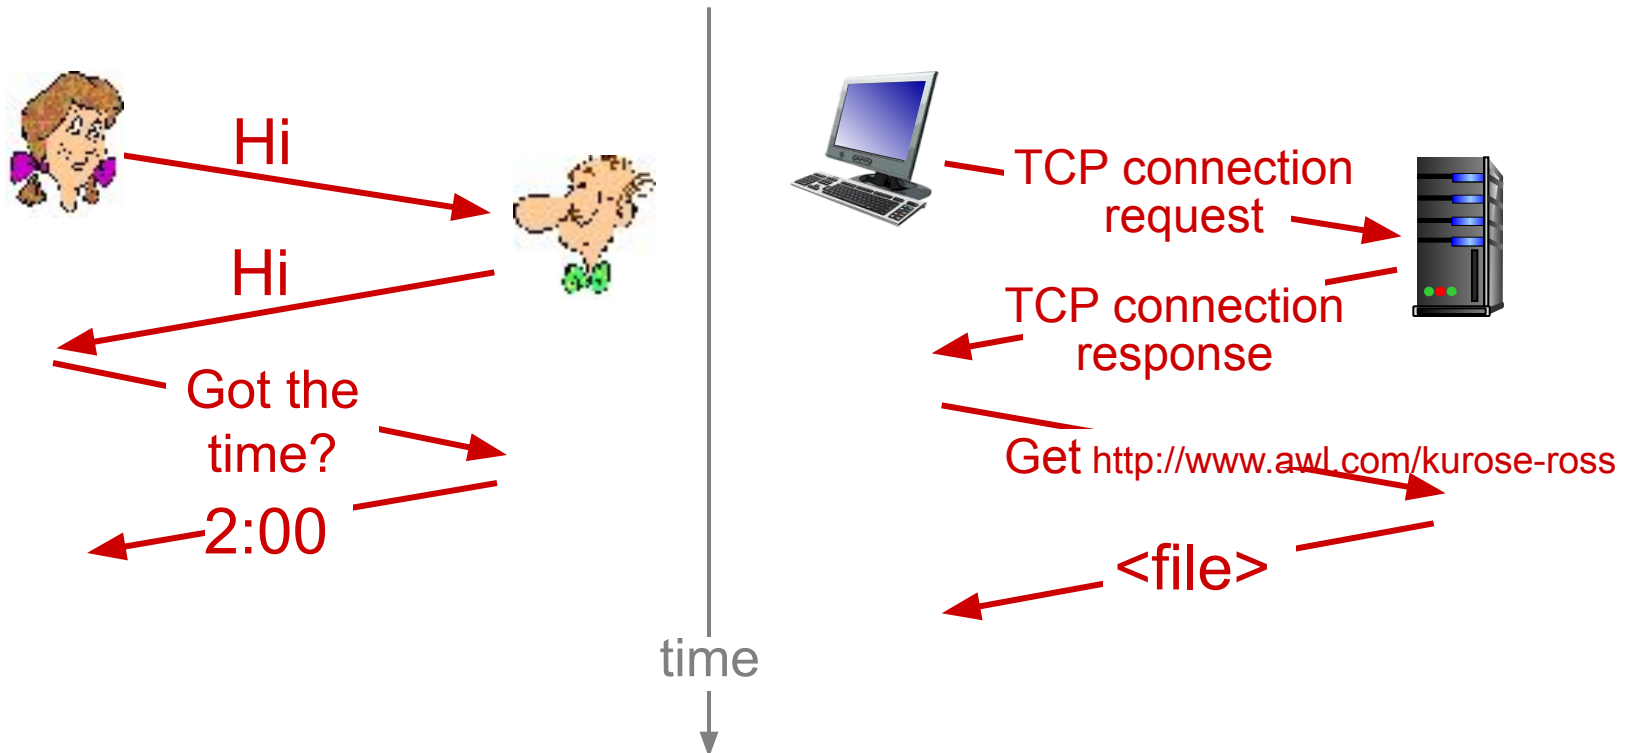 Hi
Hi
Got the
time?
2:00
TCP connection
request
TCP connection
response
Get http://www.awl.com/kurose-ross
<file>
time